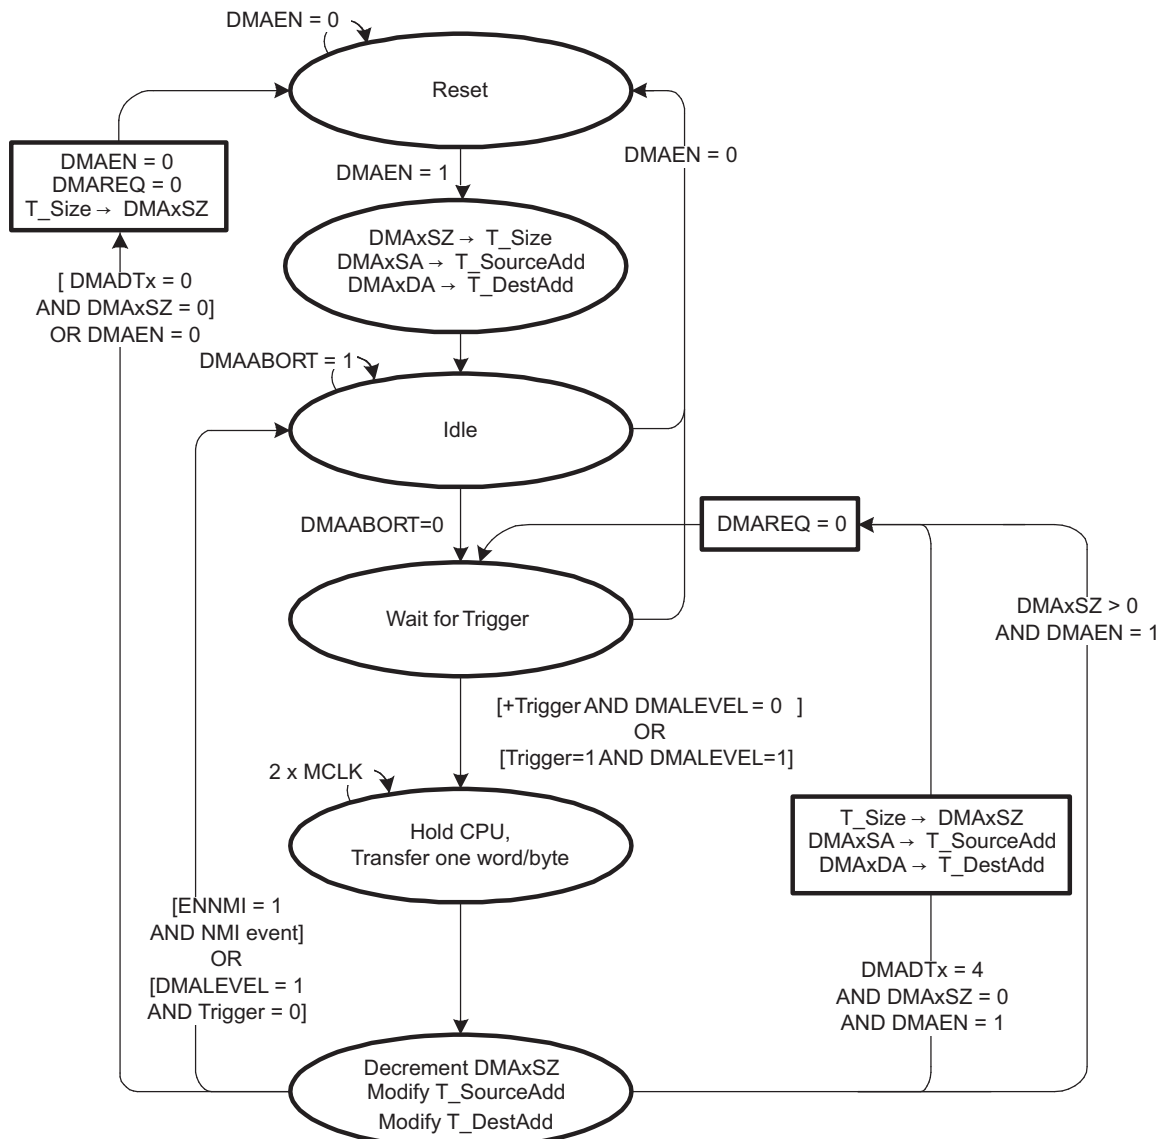 DMAEN = 0
Reset
DMAEN = 0
DMAREQ = 0
T_Size → DMAxSZ
DMAEN = 0
DMAEN = 1
DMAxSZ → T_Size
DMAxSA → T_SourceAdd
DMAxDA → T_DestAdd
[ DMADTx = 0
AND DMAxSZ = 0]
OR DMAEN = 0
DMAABORT = 1
Idle
DMAABORT=0
DMAREQ = 0
Wait for Trigger
DMAxSZ > 0
AND DMAEN = 1
[+Trigger AND DMALEVEL = 0 ]
OR
[Trigger=1 AND DMALEVEL=1]
2 x MCLK
Hold CPU,
Transfer one word/byte
T_Size → DMAxSZ
DMAxSA → T_SourceAdd
DMAxDA → T_DestAdd
[ENNMI = 1
AND NMI event]
OR
[DMALEVEL = 1
AND Trigger = 0]
DMADTx = 4
AND DMAxSZ = 0
AND DMAEN = 1
Decrement DMAxSZ
Modify T_SourceAdd
Modify T_DestAdd